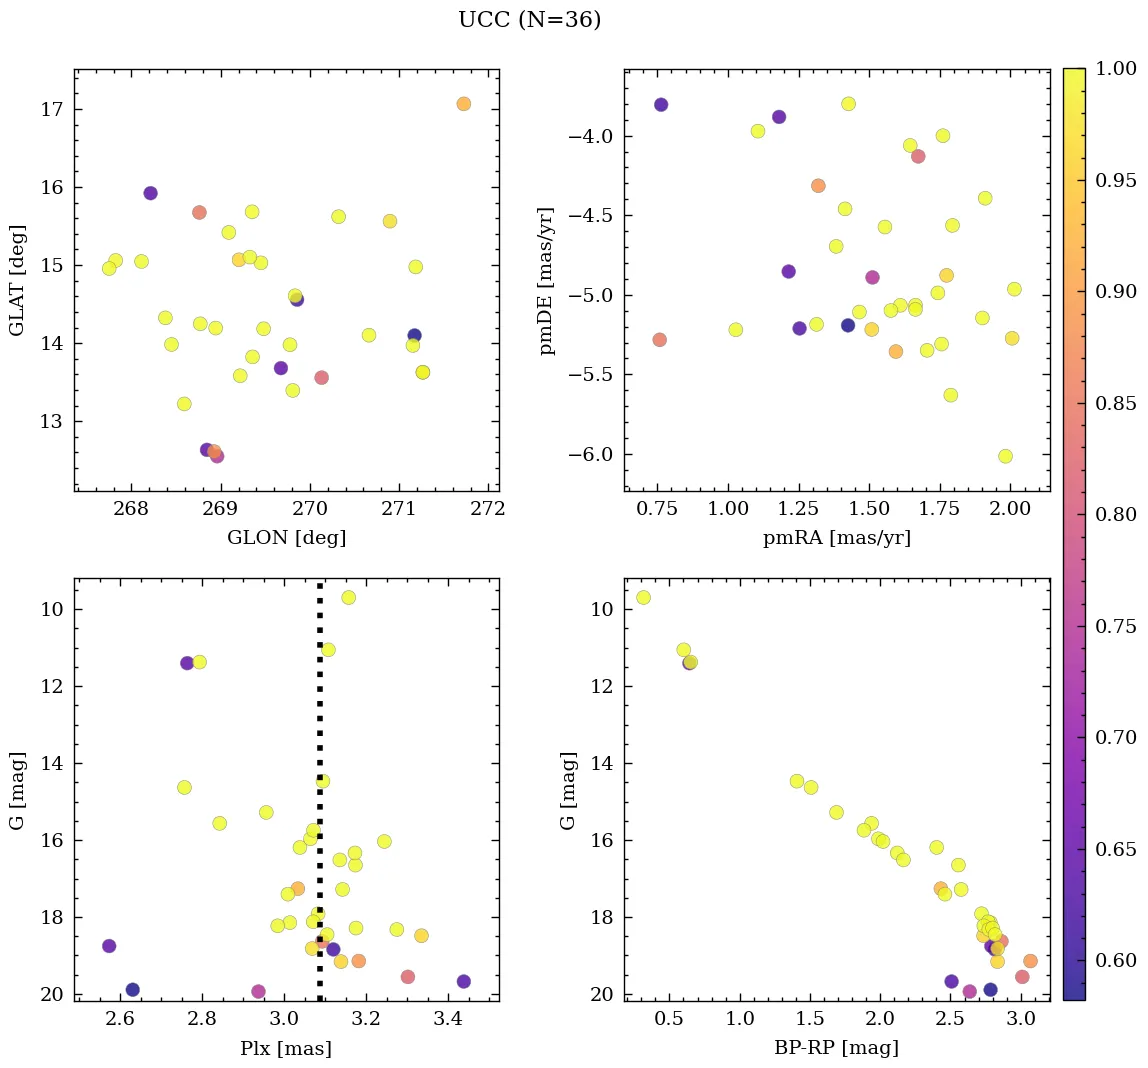 UCC (N=36)
17
16
15
14
13
GLAT [deg]
268 269 270 271 272
GLON [deg]
−4.0
−4.5
−5.0
−5.5
−6.0
pmDE [mas/yr]
0.75 1.00 1.25 1.50 1.75 2.00
pmRA [mas/yr]
10
12
14
16
18
20
G [mag]
2.6 2.8 3.0 3.2 3.4
Plx [mas]
10
12
14
16
18
20
G [mag]
0.5 1.0 1.5 2.0 2.5 3.0
BP-RP [mag]
1.00
0.95
0.90
0.85
0.80
0.75
0.70
0.65
0.60